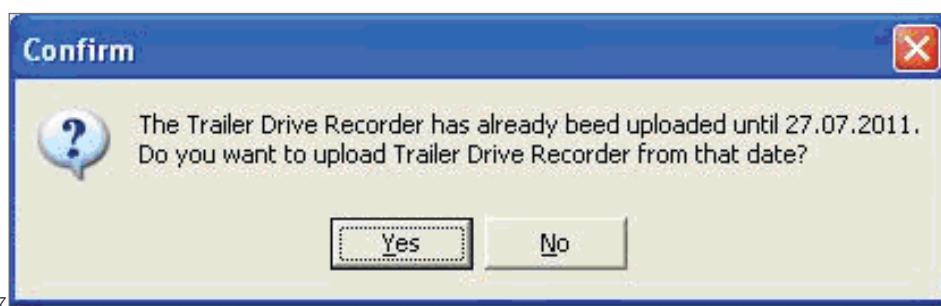 Confirm
The Trailer Drive Recorder has already beed uploaded until 27.07.2011.
Do you want to upload Trailer Drive Recorder from that date?
Yes
No
7